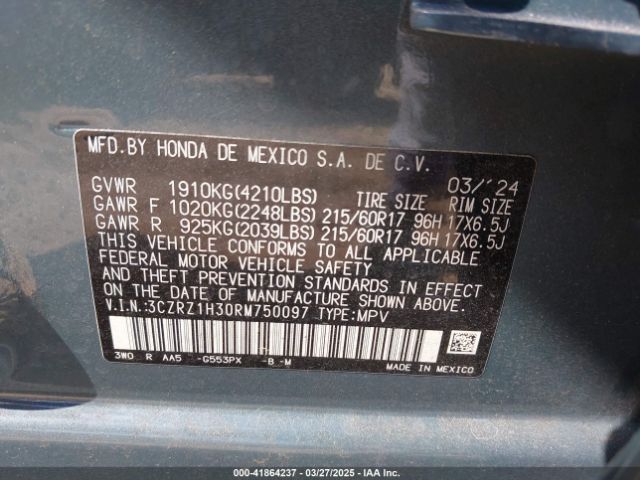 MFD.BY HONDA DE MEXICO S.A. DE C.V.
03/'24
GVWR 1910KG(4210LBS) TIRE SIZE RIM SIZE
GAWR F 1020KG(2248LBS) 215/60R17 96H 17X6.5J
GAWR R 925KG(2039LBS) 215/60R17 96H 17X6.5J
THIS VEHICLE CONFORMS TO ALL APPLICABLE
FEDERAL MOTOR VEHICLE SAFETY
AND THEFT PREVENTION STANDARDS IN EFFECT
ON THE DATE OF MANUFACTURE SHOWN ABOVE.
V.I.N.:3CZRZ1H30RM750097 TYPE:MPV
3W0 R AA5 -G553PX -B -M MADE IN MEXICO
000-41864237 - 03/27/2025 - IAA Inc.